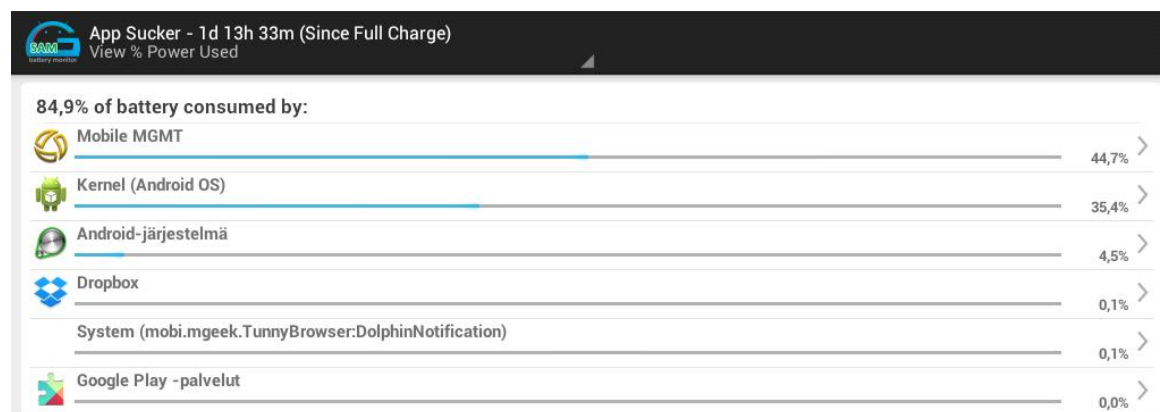 SAM
battery monitor
App Sucker - 1d 13h 33m (Since Full Charge)
View % Power Used
84,9% of battery consumed by:
Mobile MGMT
44,7%
Kernel (Android OS)
35,4%
Android-järjestelmä
4,5%
Dropbox
0,1%
System (mobi.mgeek.TunnyBrowser:DolphinNotification)
0,1%
Google Play -palvelut
0,0%